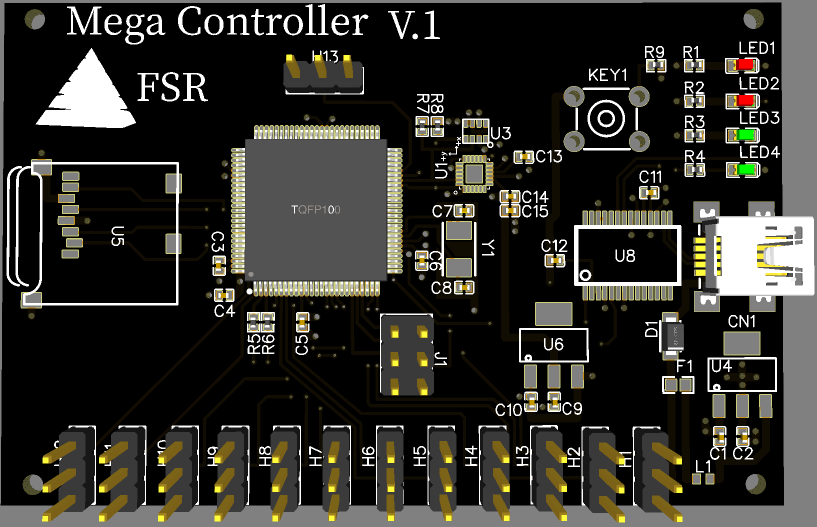 Mega Controller V.1
FSR
H13
R9
R1
LED1
KEY1
R2
LED2
R7
R8
U3
R3
LED3
+x
+y
U1
C13
R4
LED4
C11
TQFP100
C14
C7
C15
U5
C3
C6
Y1
C12
U8
C8
C4
R5
R6
C5
J1
U6
D1
CN1
F1
U4
C10
C9
C1
C2
L1
H9
H8
H7
H6
H5
H4
H3
H2
H1